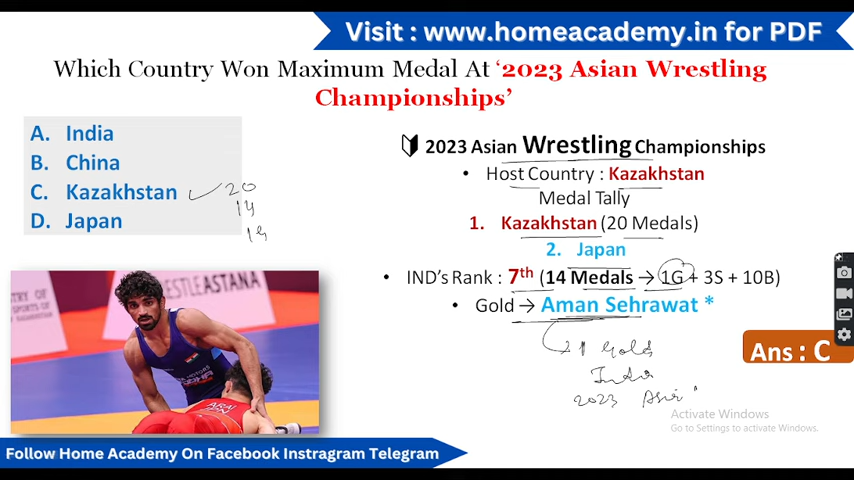 Visit : www.homeacademy.in for PDF
Which Country Won Maximum Medal At ‘2023 Asian Wrestling
Championships’
A. India
B. China
C. Kazakhstan 20
14
D. Japan
2023 Asian Wrestling Championships
• Host Country : Kazakhstan
Medal Tally
1. Kazakhstan (20 Medals)
2. Japan
• IND's Rank : 7th (14 Medals → 1G + 3S + 10B)
• Gold → Aman Sehrawat *
1 Gold
India
2023 Asia
Ans : C
WRESTLEASTANA
Activate Windows
Go to Settings to activate Windows.
Follow Home Academy On Facebook Instragram Telegram